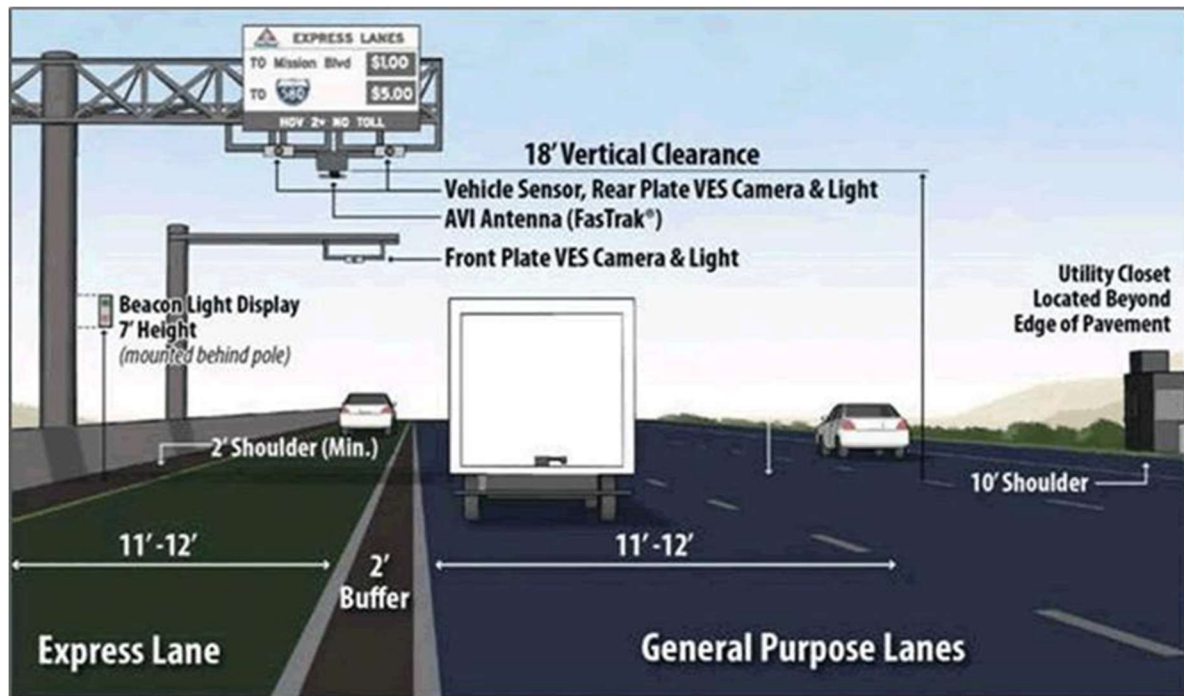 EXPRESS LANES
TO Mission Blvd $1.00
TO 580 $5.00
HOV 2+ NO TOLL
18' Vertical Clearance
Vehicle Sensor, Rear Plate VES Camera & Light
AVI Antenna (FasTrak®)
Front Plate VES Camera & Light
Utility Closet
Located Beyond
Edge of Pavement
Beacon Light Display
7' Height
(mounted behind pole)
2' Shoulder (Min.)
10' Shoulder
11'-12'
2'
Buffer
11'-12'
Express Lane
General Purpose Lanes